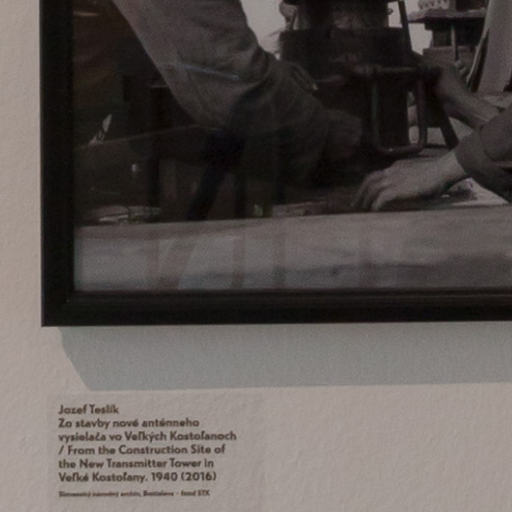 Jozef Teslík
Zo stavby nové anténneho
vysielača vo Veľkých Kostoľanoch
/ From the Construction Site of
the New Transmitter Tower in
Veľké Kostoľany. 1940 (2016)
Slovenský národný archív, Bratislava – fond STK